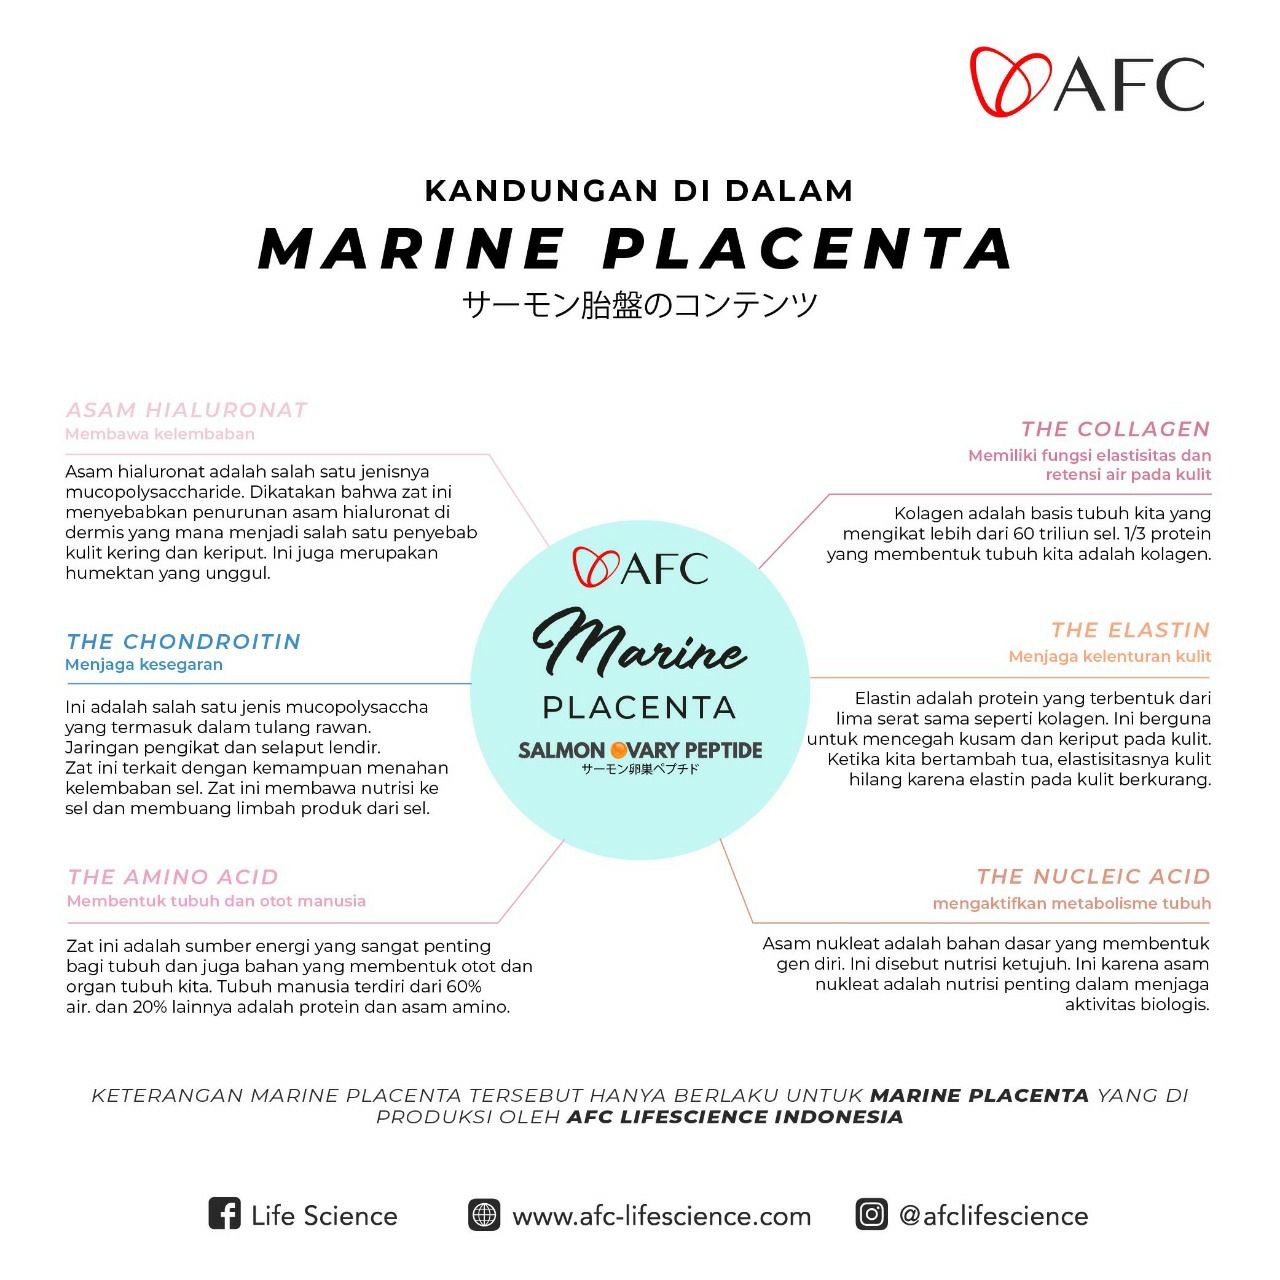 AFC
KANDUNGAN DI DALAM
MARINE PLACENTA
サーモン胎盤のコンテンツ
ASAM HIALURONAT
Membawa kelembaban
Asam hialuronat adalah salah satu jenisnya
mucopolysaccharide. Dikatakan bahwa zat ini
menyebabkan penurunan asam hialuronat di
dermis yang mana menjadi salah satu penyebab
kulit kering dan keriput. Ini juga merupakan
humektan yang unggul.
THE CHONDROITIN
Menjaga kesegaran
Ini adalah salah satu jenis mucopolysaccha
yang termasuk dalam tulang rawan.
Jaringan pengikat dan selaput lendir.
Zat ini terkait dengan kemampuan menahan
kelembaban sel. Zat ini membawa nutrisi ke
sel dan membuang limbah produk dari sel.
THE AMINO ACID
Membentuk tubuh dan otot manusia
Zat ini adalah sumber energi yang sangat penting
bagi tubuh dan juga bahan yang membentuk otot dan
organ tubuh kita. Tubuh manusia terdiri dari 60%
air. dan 20% lainnya adalah protein dan asam amino.
AFC
Marine
PLACENTA
SALMON OVARY PEPTIDE
サーモン卵巣ペプチド
THE COLLAGEN
Memiliki fungsi elastisitas dan
retensi air pada kulit
Kolagen adalah basis tubuh kita yang
mengikat lebih dari 60 triliun sel. 1/3 protein
yang membentuk tubuh kita adalah kolagen.
THE ELASTIN
Menjaga kelenturan kulit
Elastin adalah protein yang terbentuk dari
lima serat sama seperti kolagen. Ini berguna
untuk mencegah kusam dan keriput pada kulit.
Ketika kita bertambah tua, elastisitasnya kulit
hilang karena elastin pada kulit berkurang.
THE NUCLEIC ACID
mengaktifkan metabolisme tubuh
Asam nukleat adalah bahan dasar yang membentuk
gen diri. Ini disebut nutrisi ketujuh. Ini karena asam
nukleat adalah nutrisi penting dalam menjaga
aktivitas biologis.
KETERANGAN MARINE PLACENTA TERSEBUT HANYA BERLAKU UNTUK MARINE PLACENTA YANG DI
PRODUKSI OLEH AFC LIFESCIENCE INDONESIA
Life Science
www.afc-lifescience.com
@afclifescience